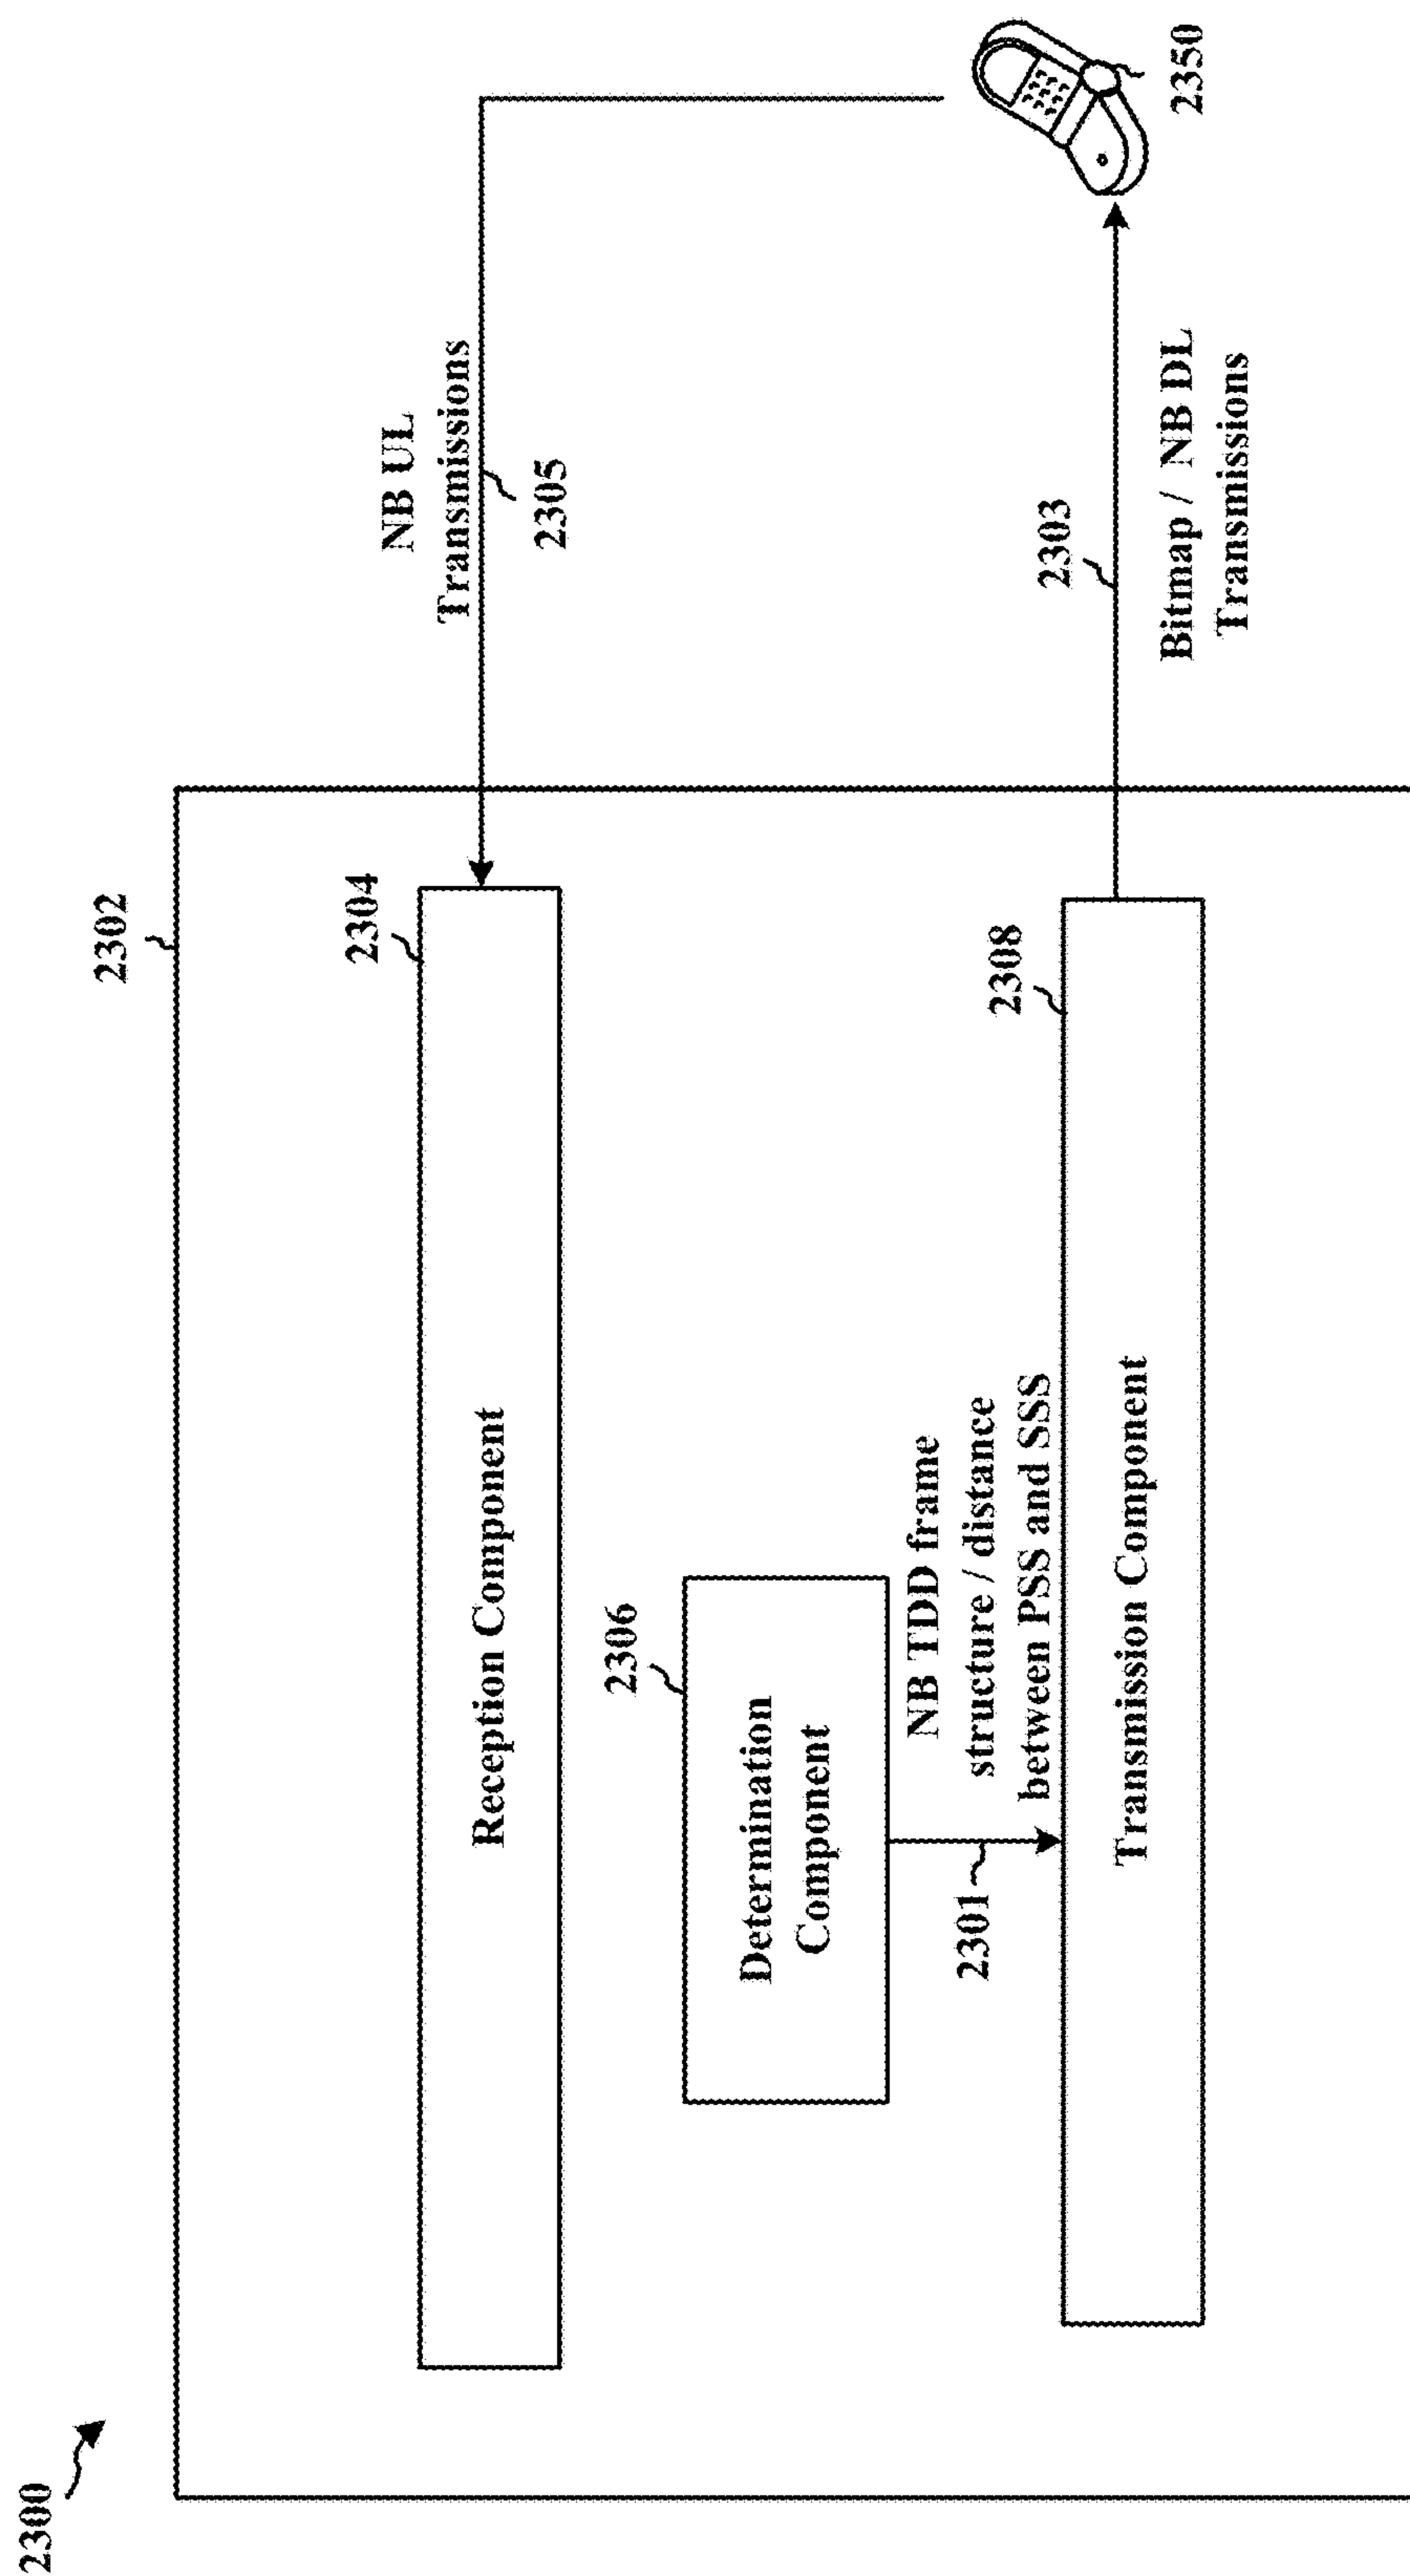 2300
2302
2304
Reception Component
NB UL
Transmissions
2305
2306
Determination
Component
NB TDD frame
structure / distance
between PSS and SSS
2301
2308
Transmission Component
2303
Bitmap / NB DL
Transmissions
2350